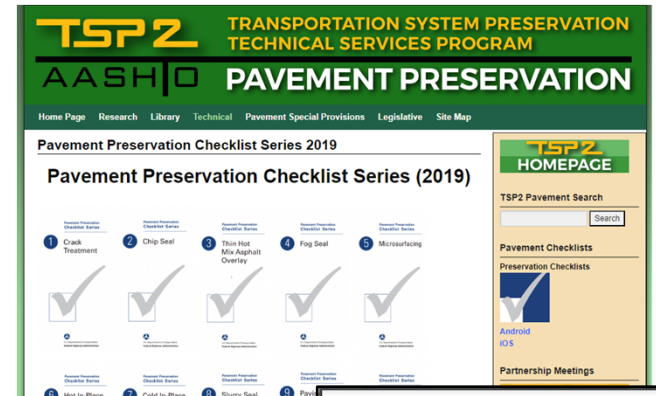 TSP2
TRANSPORTATION SYSTEM PRESERVATION
TECHNICAL SERVICES PROGRAM
AASHTO PAVEMENT PRESERVATION
Home Page Research Library Technical Pavement Special Provisions Legislative Site Map
Pavement Preservation Checklist Series 2019
Pavement Preservation Checklist Series (2019)
Pavement Preservation
Checklist Series
1 Crack
Treatment
Pavement Preservation
Checklist Series
2 Chip Seal
Pavement Preservation
Checklist Series
3 Thin Hot
Mix Asphalt
Overlay
Pavement Preservation
Checklist Series
4 Fog Seal
Pavement Preservation
Checklist Series
5 Microsurfacing
Pavement Preservation
Checklist Series
6 Hot In-Place
Pavement Preservation
Checklist Series
7 Cold In-Place
Pavement Preservation
Checklist Series
8 Slurry Seal
Pavement Preservation
Checklist Series
9
TSP2
HOMEPAGE
TSP2 Pavement Search
Search
Pavement Checklists
Preservation Checklists
Android
iOS
Partnership Meetings